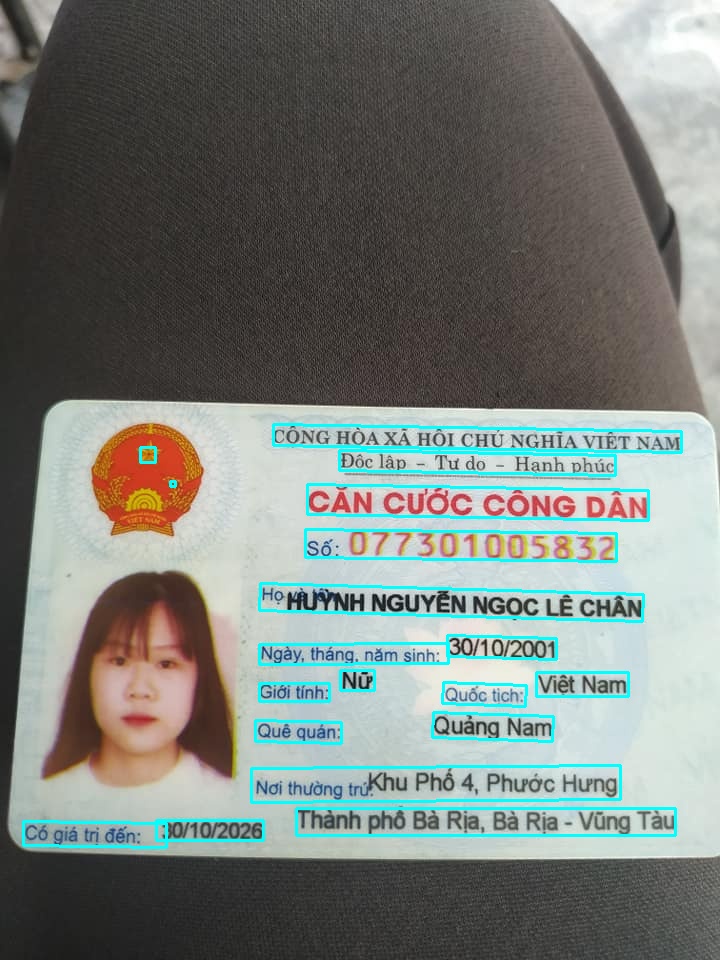 CỘNG HÒA XÃ HỘI CHỦ NGHĨA VIỆT NAM
Độc lập - Tự do - Hạnh phúc
CĂN CƯỚC CÔNG DÂN
Số: 077301005832
Họ và tên: HUỲNH NGUYỄN NGỌC LÊ CHÂN
Ngày, tháng, năm sinh: 30/10/2001
Giới tính: Nữ Quốc tịch: Việt Nam
Quê quán: Quảng Nam
Nơi thường trú: Khu Phố 4, Phước Hưng
Thành phố Bà Rịa, Bà Rịa - Vũng Tàu
Có giá trị đến: 30/10/2026
VIỆT NAM